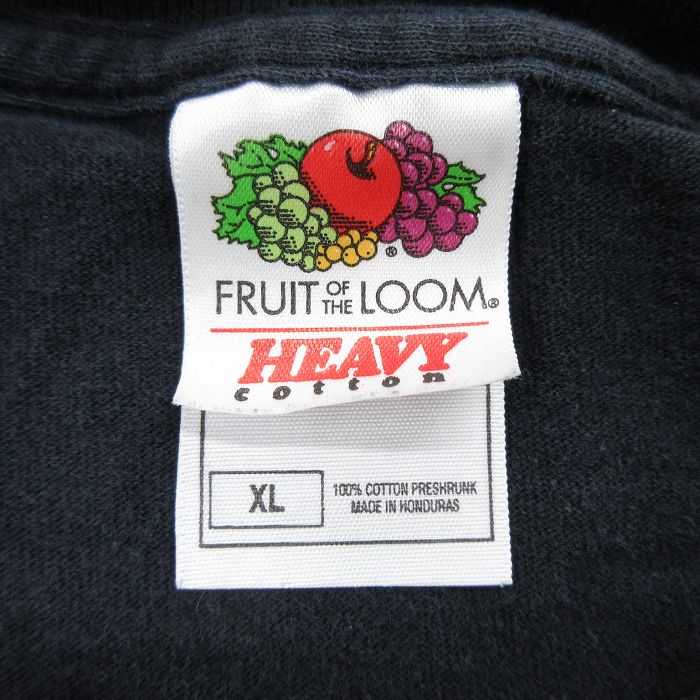 ®
FRUIT OF THE LOOM®
HEAVY
cotton
XL
100% COTTON PRESHRUNK
MADE IN HONDURAS